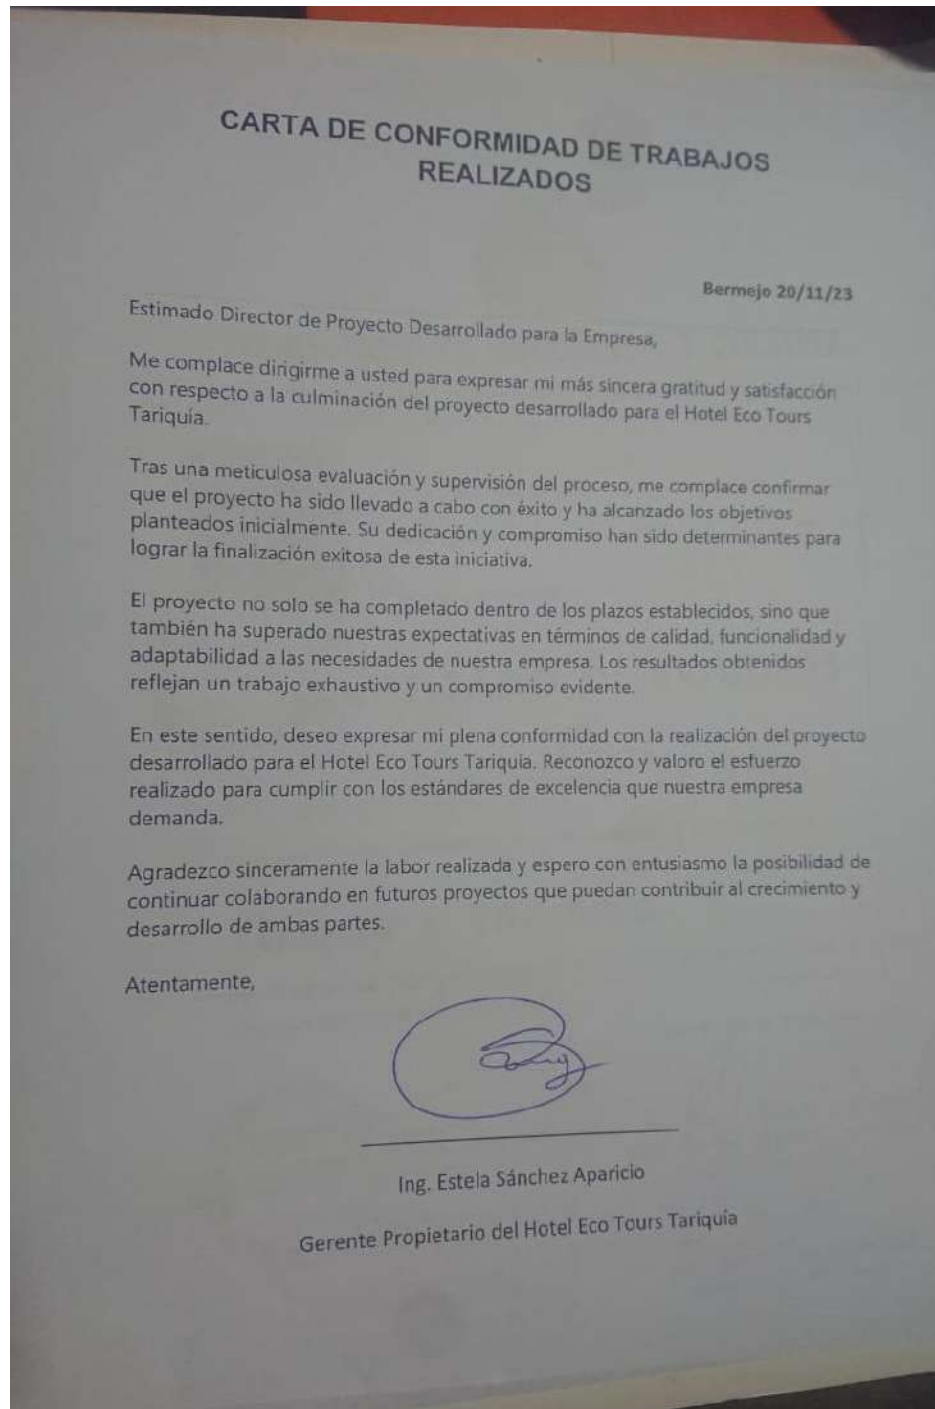 CARTA DE CONFORMIDAD DE TRABAJOS
REALIZADOS
Bermejo 20/11/23
Estimado Director de Proyecto Desarrollado para la Empresa,
Me complace dirigirme a usted para expresar mi más sincera gratitud y satisfacción
con respecto a la culminación del proyecto desarrollado para el Hotel Eco Tours
Tariquía.
Tras una meticulosa evaluación y supervisión del proceso, me complace confirmar
que el proyecto ha sido llevado a cabo con éxito y ha alcanzado los objetivos
planteados inicialmente. Su dedicación y compromiso han sido determinantes para
lograr la finalización exitosa de esta iniciativa.
El proyecto no solo se ha completado dentro de los plazos establecidos, sino que
también ha superado nuestras expectativas en términos de calidad, funcionalidad y
adaptabilidad a las necesidades de nuestra empresa. Los resultados obtenidos
reflejan un trabajo exhaustivo y un compromiso evidente.
En este sentido, deseo expresar mi plena conformidad con la realización del proyecto
desarrollado para el Hotel Eco Tours Tariquía. Reconozco y valoro el esfuerzo
realizado para cumplir con los estándares de excelencia que nuestra empresa
demanda.
Agradezco sinceramente la labor realizada y espero con entusiasmo la posibilidad de
continuar colaborando en futuros proyectos que puedan contribuir al crecimiento y
desarrollo de ambas partes.
Atentamente,
Ing. Estela Sánchez Aparicio
Gerente Propietario del Hotel Eco Tours Tariquía